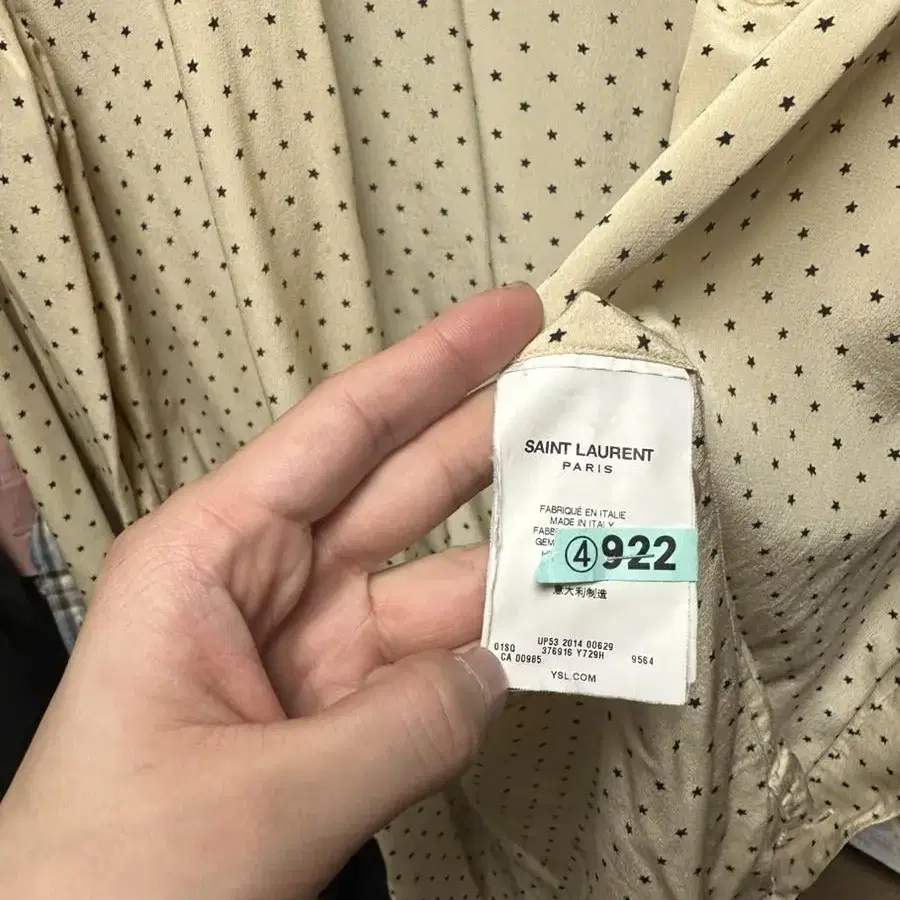 SAINT LAURENT
PARIS
FABRIQUÉ EN ITALIE
MADE IN ITALY
④922
意大利制造
UP53 2014 00629
01SQ 376916 Y729H 9564
CA 00985
YSL.COM